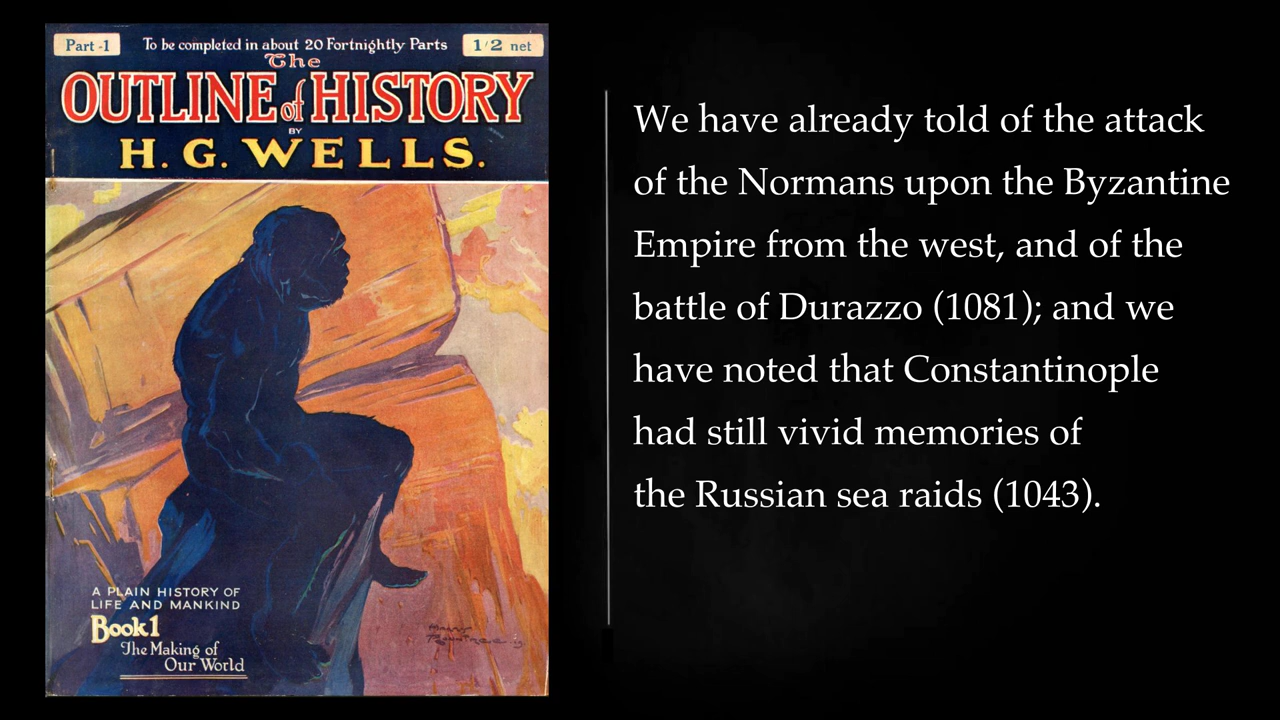 Part -1
To be completed in about 20 Fortnightly Parts
1/2 net
The
OUTLINE of HISTORY
BY
H. G. WELLS.
A PLAIN HISTORY OF
LIFE AND MANKIND
Book 1
The Making of
Our World
We have already told of the attack
of the Normans upon the Byzantine
Empire from the west, and of the
battle of Durazzo (1081); and we
have noted that Constantinople
had still vivid memories of
the Russian sea raids (1043).